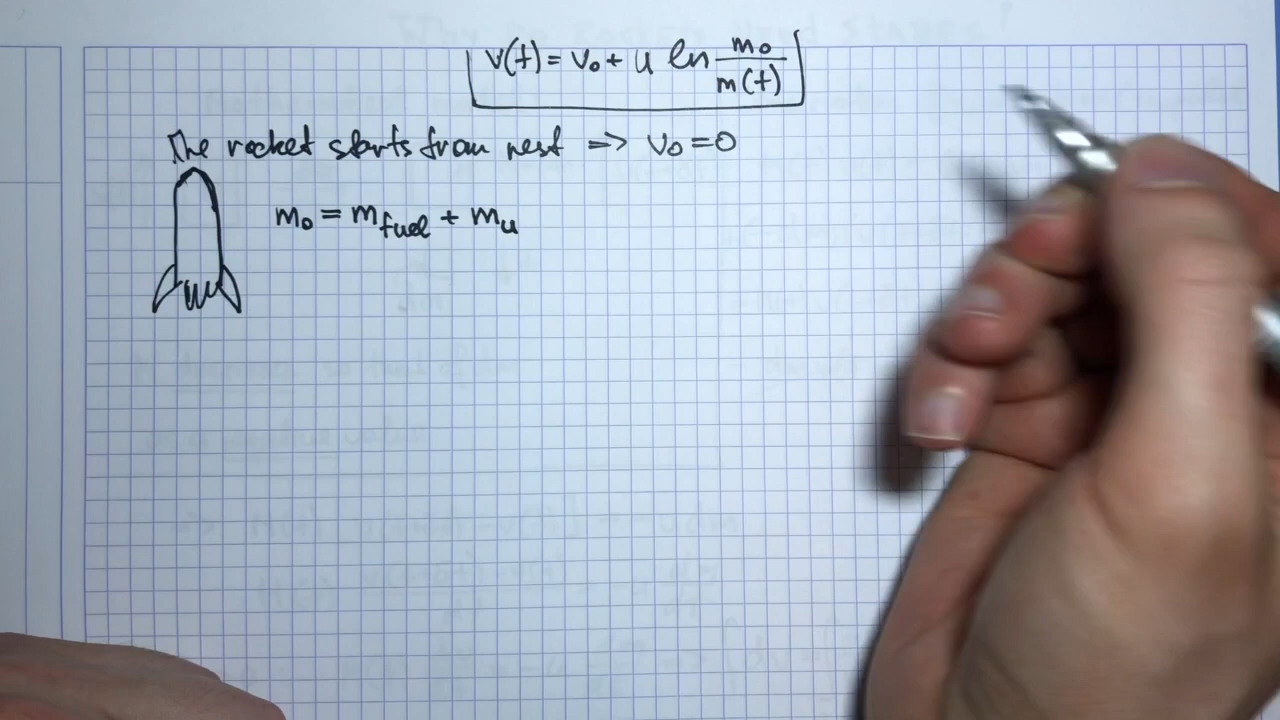 v(t) = v₀ + u ln m₀/m(t)
The rocket starts from rest => v₀ = 0
m₀ = m_fuel + m_u